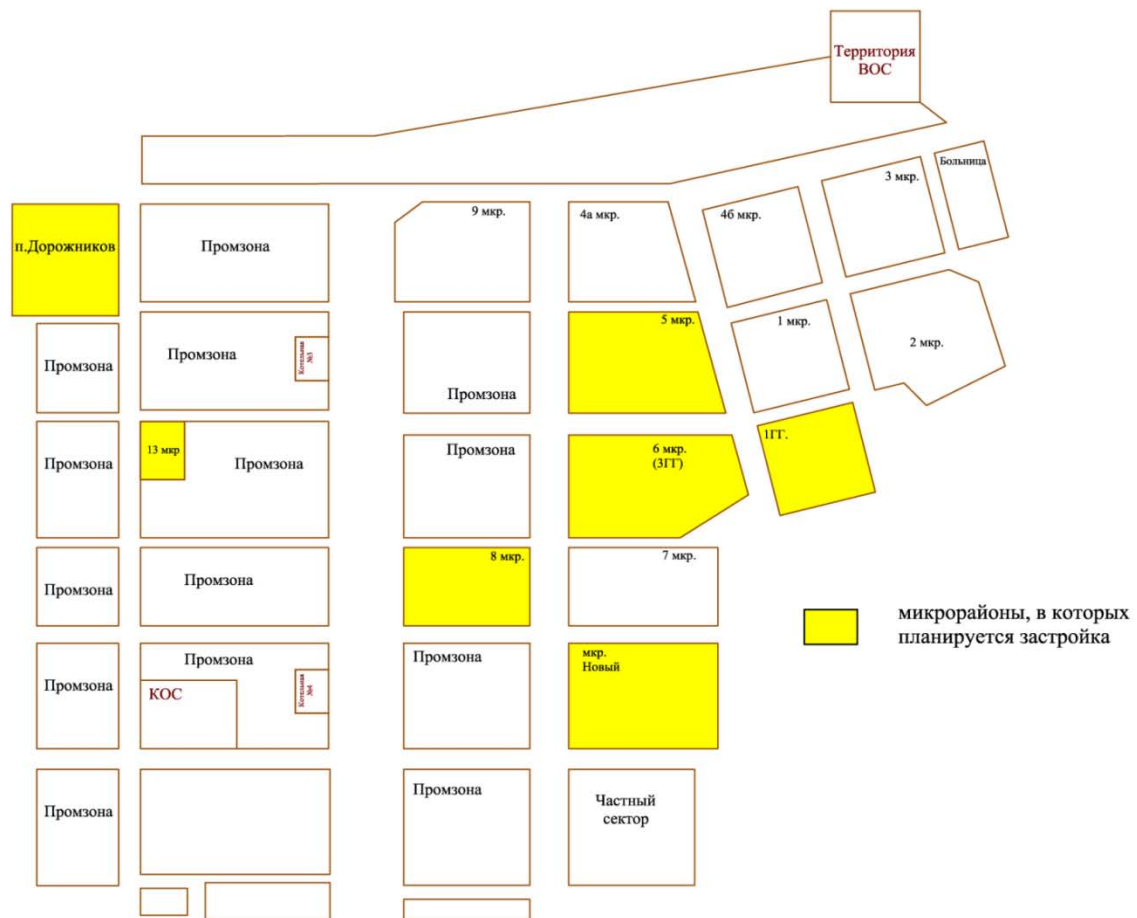 Территория
ВОС
Больница
3 мкр.
9 мкр.
4а мкр.
4б мкр.
п.Дорожников
Промзона
5 мкр.
1 мкр.
2 мкр.
Промзона
Промзона
Котельная
№3
Промзона
1ГГ.
13 мкр
Промзона
Промзона
Промзона
6 мкр.
(3ГГ)
8 мкр.
7 мкр.
Промзона
Промзона
микрорайоны, в которых
планируется застройка
Промзона
Промзона
КОС
Котельная
№4
Промзона
мкр.
Новый
Промзона
Промзона
Частный
сектор